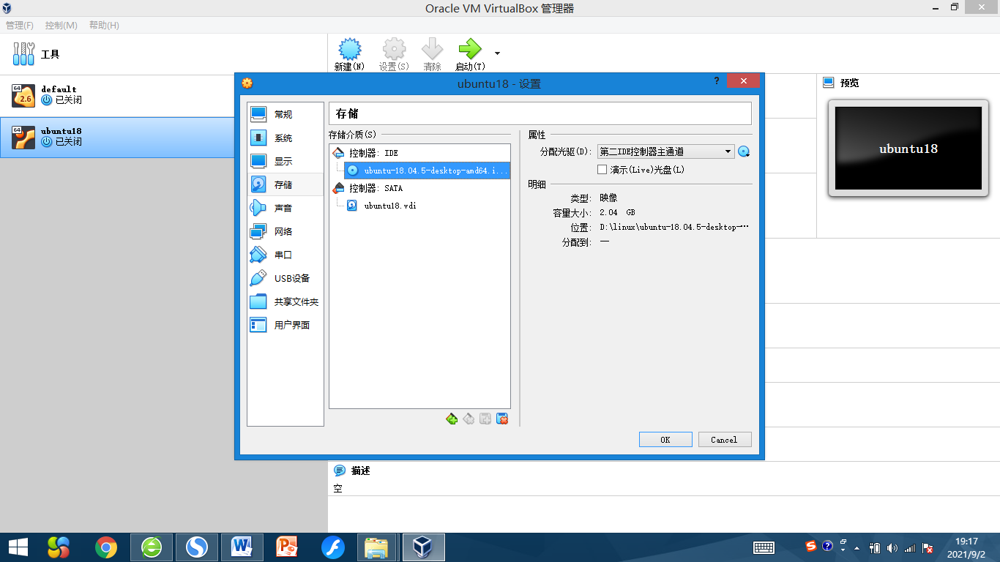 Oracle VM VirtualBox 管理器
管理(F) 控制(M) 帮助(H)
工具
新建(N) 设置(S) 清除 启动(T)
64
2.6
default
已关闭
64
ubuntu18
已关闭
预览
ubuntu18
ubuntu18 - 设置
?
常规
系统
显示
存储
声音
网络
串口
USB设备
共享文件夹
用户界面
存储
存储介质(S)
控制器: IDE
ubuntu-18.04.5-desktop-amd64.i...
控制器: SATA
ubuntu18.vdi
属性
分配光驱(D): 第二IDE控制器主通道
演示(Live)光盘(L)
明细
类型: 映像
容量大小: 2.04 GB
位置: D:\linux\ubuntu-18.04.5-desktop-…
分配到: —
OK Cancel
描述
空
19:17
2021/9/2